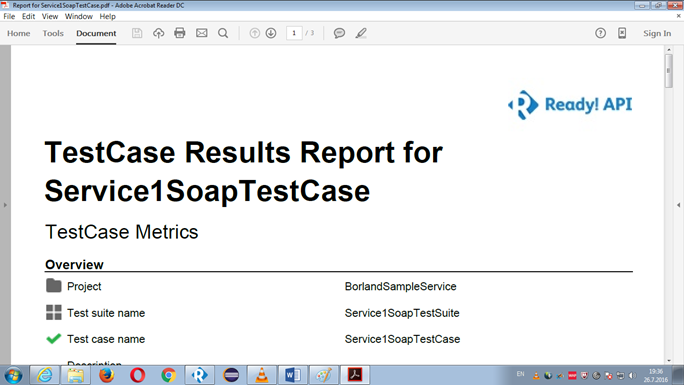 Report for Service1SoapTestCase.pdf - Adobe Acrobat Reader DC
File Edit View Window Help
Home Tools Document 1 / 3 Sign In
Ready! API
TestCase Results Report for
Service1SoapTestCase
TestCase Metrics
Overview
Project BorlandSampleService
Test suite name Service1SoapTestSuite
Test case name Service1SoapTestCase
Description
EN 19:36
26.7.2016